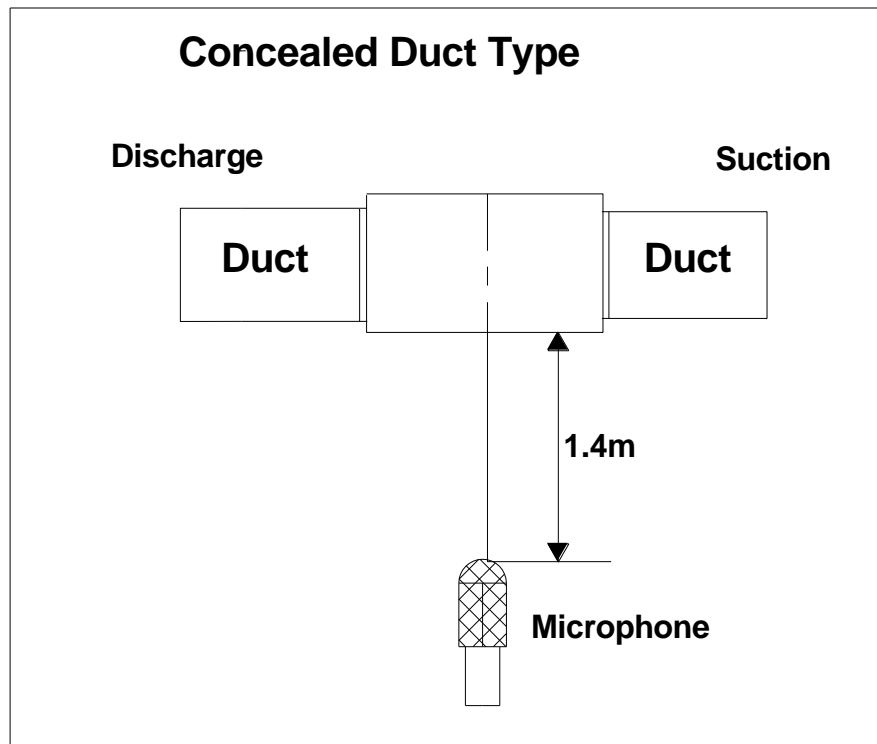 Concealed Duct Type
Discharge
Suction
Duct
Duct
1.4m
Microphone